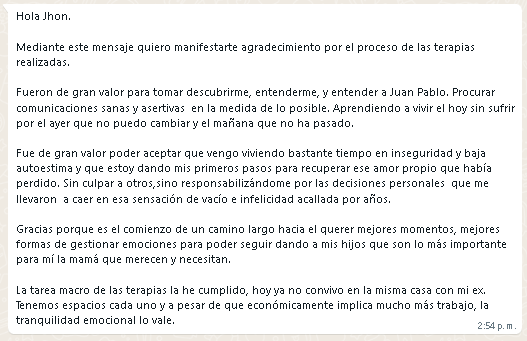 Hola Jhon.
Mediante este mensaje quiero manifestarte agradecimiento por el proceso de las terapias
realizadas.
Fueron de gran valor para tomar descubrirme, entenderme, y entender a Juan Pablo. Procurar
comunicaciones sanas y asertivas  en la medida de lo posible. Aprendiendo a vivir el hoy sin sufrir
por el ayer que no puedo cambiar y el mañana que no ha pasado.
Fue de gran valor poder aceptar que vengo viviendo bastante tiempo en inseguridad y baja
autoestima y que estoy dando mis primeros pasos para recuperar ese amor propio que había
perdido. Sin culpar a otros,sino responsabilizándome por las decisiones personales  que me
llevaron  a caer en esa sensación de vacío e infelicidad acallada por años.
Gracias porque es el comienzo de un camino largo hacia el querer mejores momentos, mejores
formas de gestionar emociones para poder seguir dando a mis hijos que son lo más importante
para mí la mamá que merecen y necesitan.
La tarea macro de las terapias la he cumplido, hoy ya no convivo en la misma casa con mi ex.
Tenemos espacios cada uno y a pesar de que económicamente implica mucho más trabajo, la
tranquilidad emocional lo vale.
2:54 p. m.